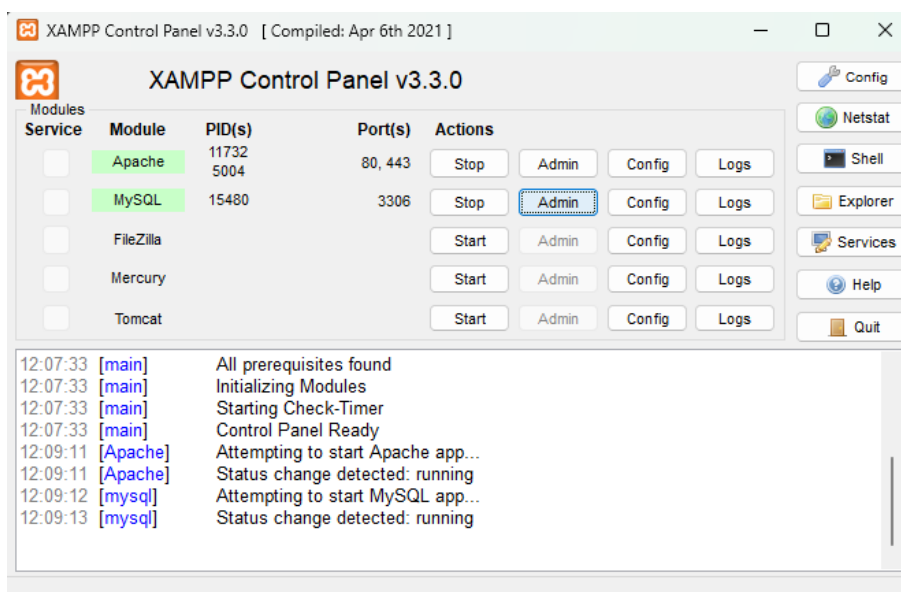 XAMPP Control Panel v3.3.0 [ Compiled: Apr 6th 2021 ]
XAMPP Control Panel v3.3.0
Config
Modules
Service Module PID(s) Port(s) Actions
Netstat
Apache 11732 5004 80, 443 Stop Admin Config Logs
Shell
MySQL 15480 3306 Stop Admin Config Logs
Explorer
FileZilla Start Admin Config Logs
Services
Mercury Start Admin Config Logs
Help
Tomcat Start Admin Config Logs
Quit
12:07:33 [main] All prerequisites found
12:07:33 [main] Initializing Modules
12:07:33 [main] Starting Check-Timer
12:07:33 [main] Control Panel Ready
12:09:11 [Apache] Attempting to start Apache app...
12:09:11 [Apache] Status change detected: running
12:09:12 [mysql] Attempting to start MySQL app...
12:09:13 [mysql] Status change detected: running